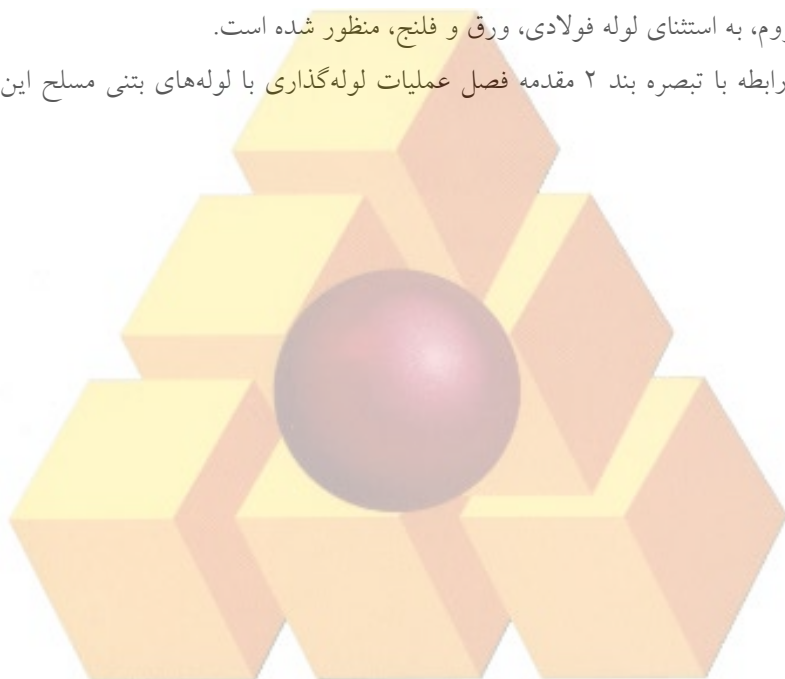 به استثنای لوله فولادی، ورق و فلنج، منظور شده است.
رابطه با تبصره بند ۲ مقدمه فصل عملیات لوله‌گذاری با لوله‌های بتنی مسلح این